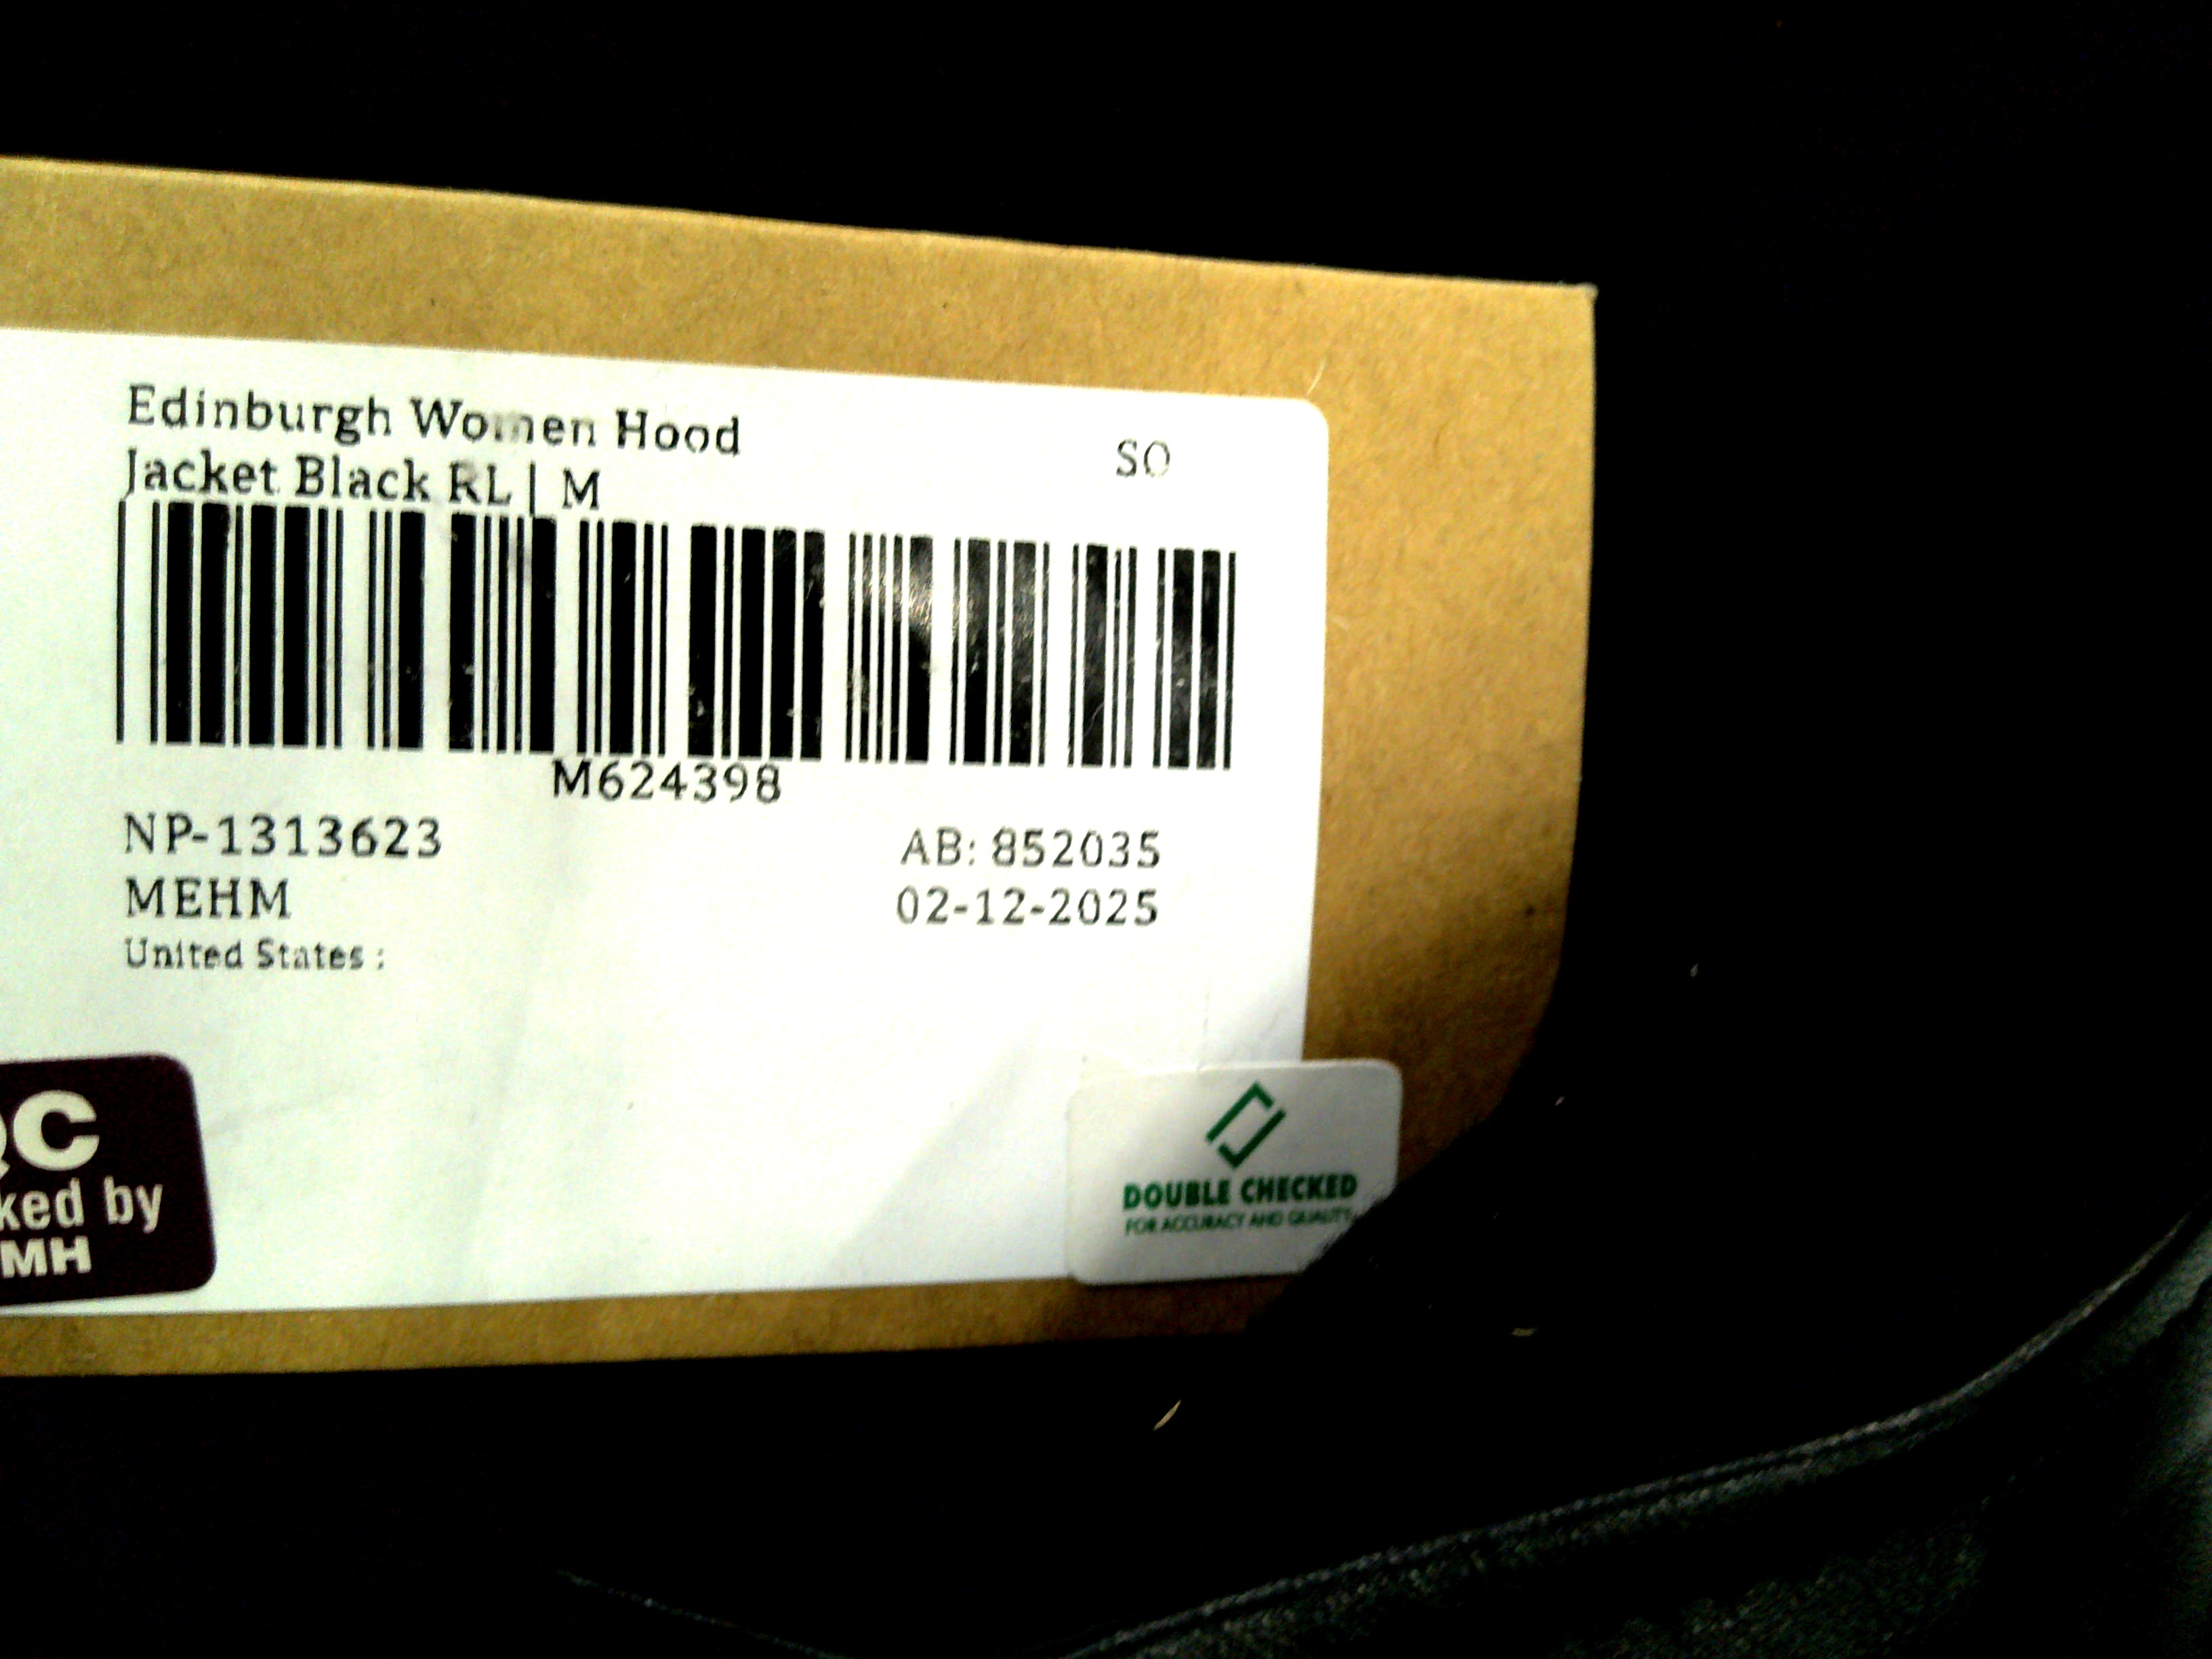 Edinburgh Women Hood
Jacket Black RL | M
SO
M624398
NP-1313623
AB: 852035
MEHM
02-12-2025
United States :
QC
ked by
MH
DOUBLE CHECKED
FOR ACCURACY AND QUALITY